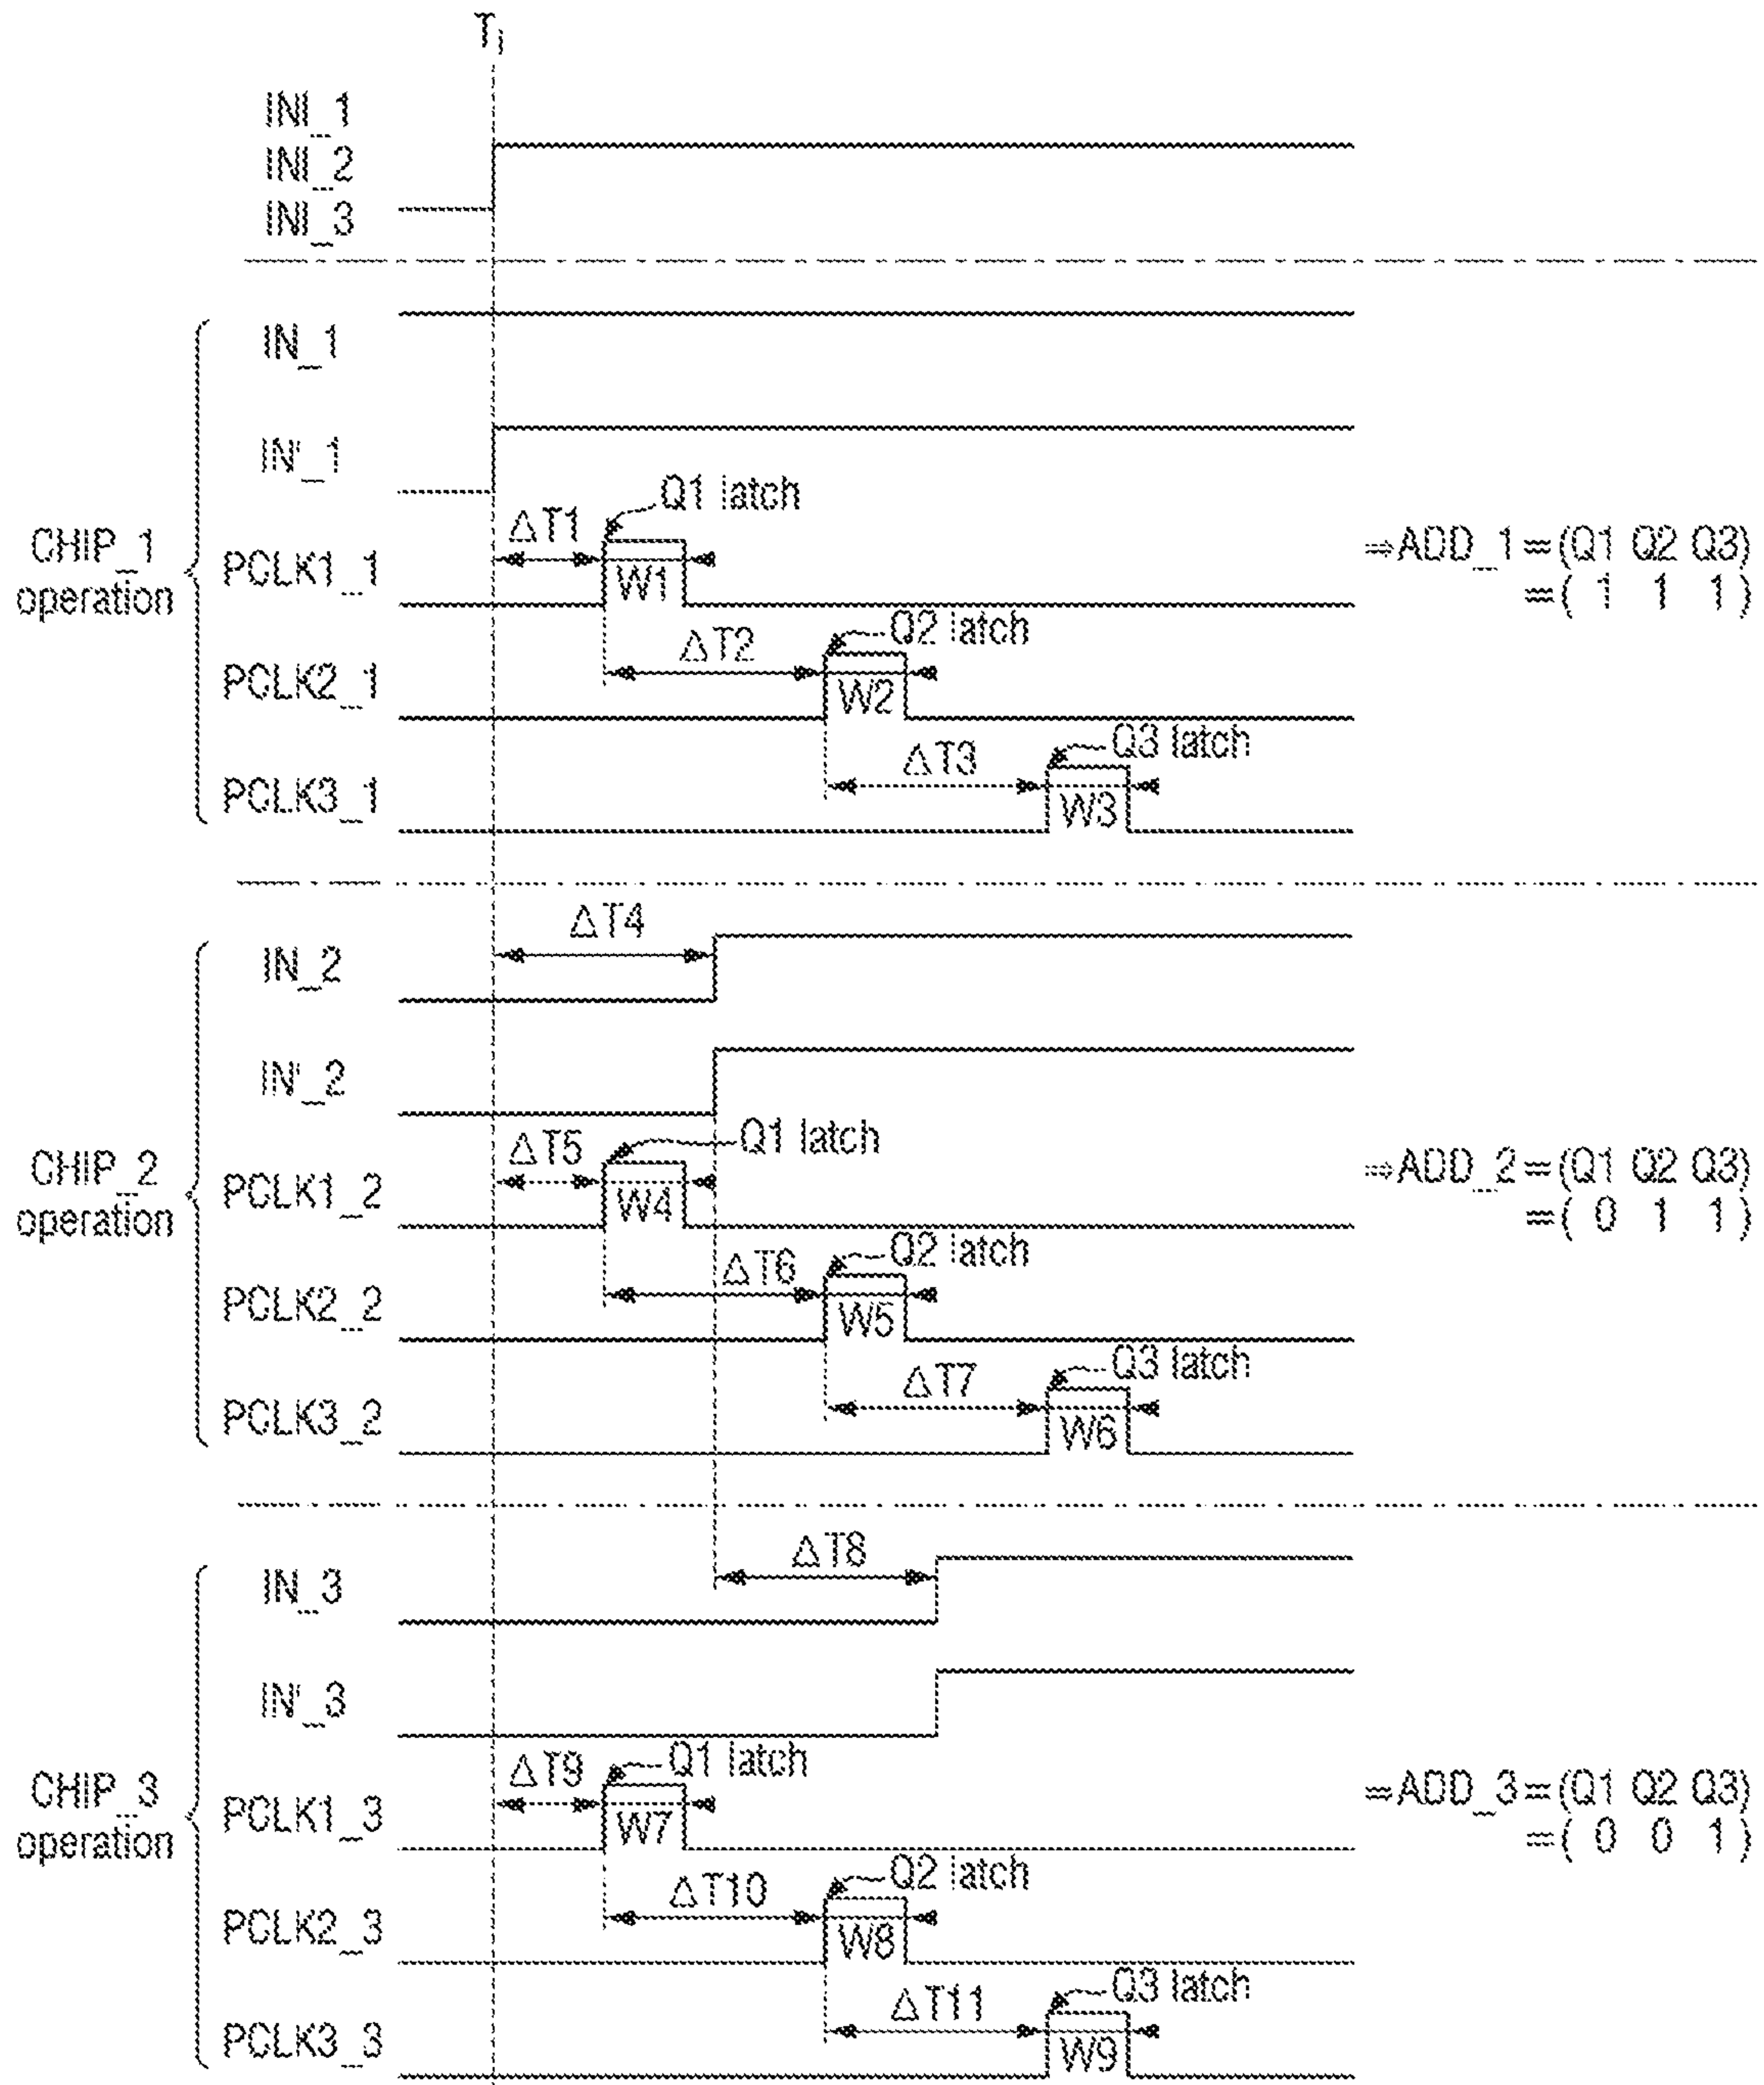 Ti
INI_1
INI_2
INI_3
IN_1
IN'_1
Q1 latch
ΔT1
CHIP_1
operation
PCLK1_1
W1
⇒ADD_1=(Q1 Q2 Q3)
=( 1 1 1 )
Q2 latch
ΔT2
PCLK2_1
W2
Q3 latch
ΔT3
PCLK3_1
W3
ΔT4
IN_2
IN'_2
Q1 latch
ΔT5
CHIP_2
operation
PCLK1_2
W4
⇒ADD_2=(Q1 Q2 Q3)
=( 0 1 1 )
Q2 latch
ΔT6
PCLK2_2
W5
Q3 latch
ΔT7
PCLK3_2
W6
ΔT8
IN_3
IN'_3
Q1 latch
ΔT9
CHIP_3
operation
PCLK1_3
W7
⇒ADD_3=(Q1 Q2 Q3)
=( 0 0 1 )
Q2 latch
ΔT10
PCLK2_3
W8
Q3 latch
ΔT11
PCLK3_3
W9